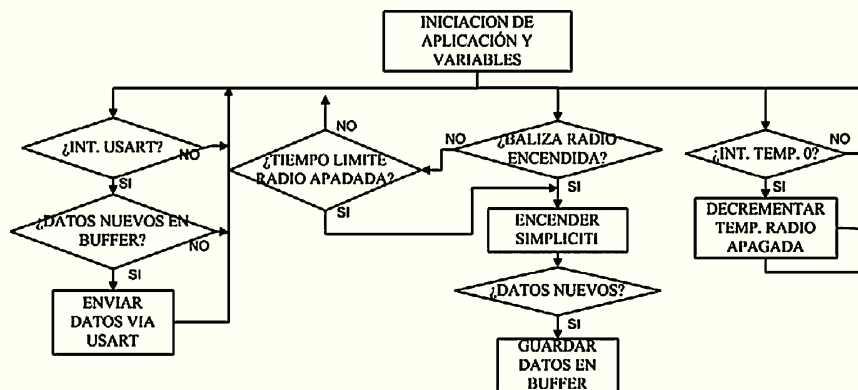 INICIACION DE
APLICACIÓN Y
VARIABLES
¿INT. USART?
NO
SI
¿DATOS NUEVOS EN
BUFFER?
NO
SI
ENVIAR
DATOS VIA
USART
NO
¿TIEMPO LIMITE
RADIO APADADA?
SI
NO
¿BALIZA RADIO
ENCENDIDA?
SI
ENCENDER
SIMPLICITI
¿DATOS NUEVOS?
SI
GUARDAR
DATOS EN
BUFFER
¿INT. TEMP. 0?
NO
SI
DECREMENTAR
TEMP. RADIO
APAGADA